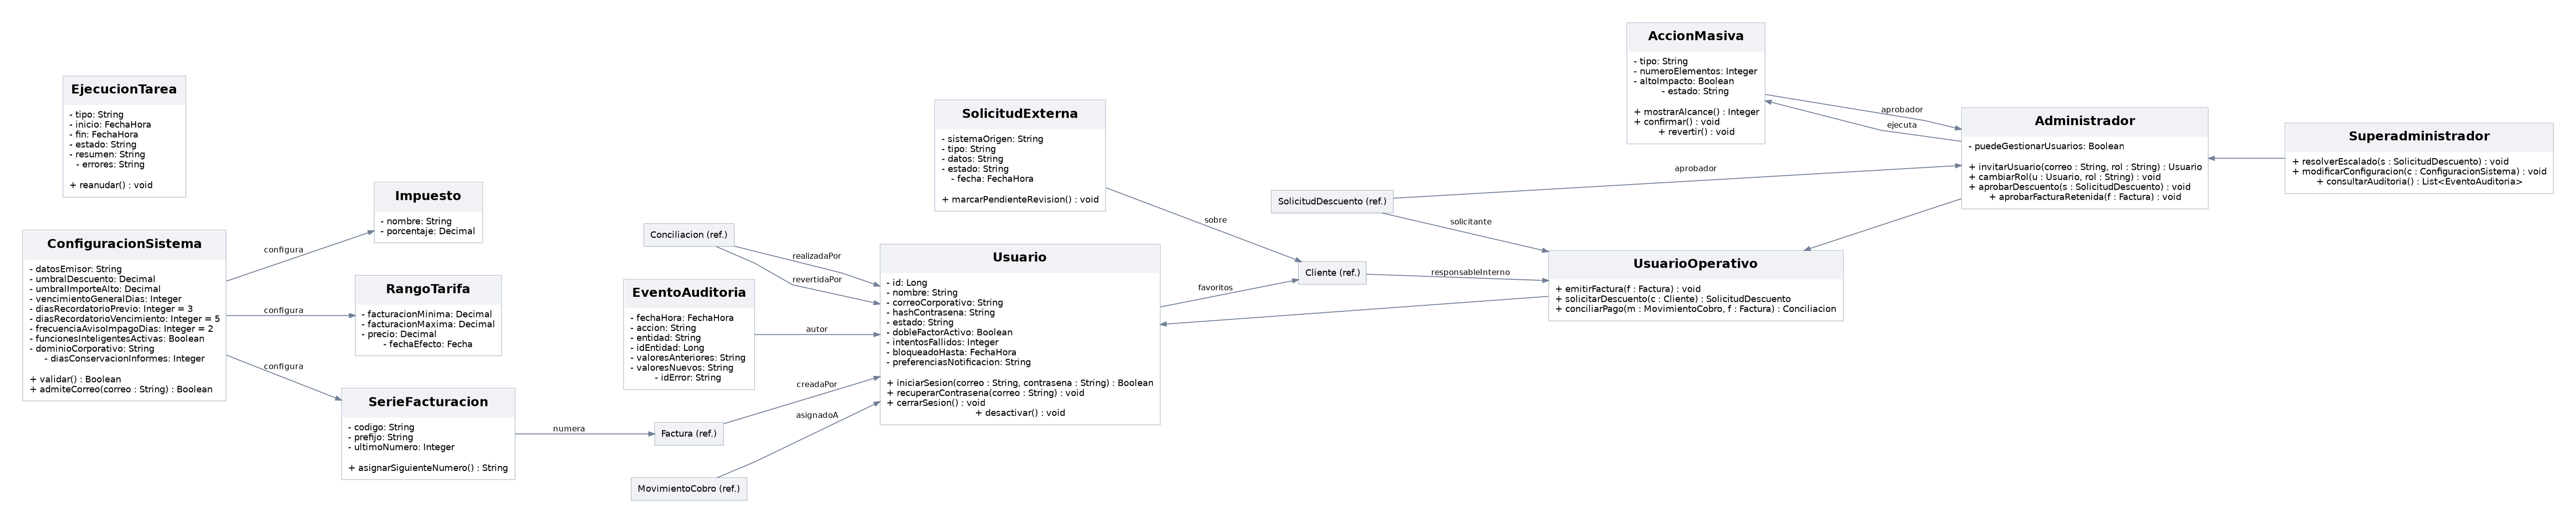 EjecucionTarea
- tipo: String
- inicio: FechaHora
- fin: FechaHora
- estado: String
- resumen: String
- errores: String
+ reanudar() : void
ConfiguracionSistema
- datosEmisor: String
- umbralDescuento: Decimal
- umbralImporteAlto: Decimal
- vencimientoGeneralDias: Integer
- diasRecordatorioPrevio: Integer = 3
- diasRecordatorioVencimiento: Integer = 5
- frecuenciaAvisoImpagoDias: Integer = 2
- funcionesInteligentesActivas: Boolean
- dominioCorporativo: String
- diasConservacionInformes: Integer
+ validar() : Boolean
+ admiteCorreo(correo : String) : Boolean
configura
configura
configura
Impuesto
- nombre: String
- porcentaje: Decimal
RangoTarifa
- facturacionMinima: Decimal
- facturacionMaxima: Decimal
- precio: Decimal
- fechaEfecto: Fecha
SerieFacturacion
- codigo: String
- prefijo: String
- ultimoNumero: Integer
+ asignarSiguienteNumero() : String
numera
Conciliacion (ref.)
EventoAuditoria
- fechaHora: FechaHora
- accion: String
- entidad: String
- idEntidad: Long
- valoresAnteriores: String
- valoresNuevos: String
- idError: String
Factura (ref.)
MovimientoCobro (ref.)
realizadaPor
revertidaPor
autor
creadaPor
asignadoA
SolicitudExterna
- sistemaOrigen: String
- tipo: String
- datos: String
- estado: String
- fecha: FechaHora
+ marcarPendienteRevision() : void
Usuario
- id: Long
- nombre: String
- correoCorporativo: String
- hashContrasena: String
- estado: String
- dobleFactorActivo: Boolean
- intentosFallidos: Integer
- bloqueadoHasta: FechaHora
- preferenciasNotificacion: String
+ iniciarSesion(correo : String, contrasena : String) : Boolean
+ recuperarContrasena(correo : String) : void
+ cerrarSesion() : void
+ desactivar() : void
sobre
favoritos
SolicitudDescuento (ref.)
Cliente (ref.)
aprobador
solicitante
responsableInterno
AccionMasiva
- tipo: String
- numeroElementos: Integer
- altoImpacto: Boolean
- estado: String
+ mostrarAlcance() : Integer
+ confirmar() : void
+ revertir() : void
UsuarioOperativo
+ emitirFactura(f : Factura) : void
+ solicitarDescuento(c : Cliente) : SolicitudDescuento
+ conciliarPago(m : MovimientoCobro, f : Factura) : Conciliacion
aprobador
ejecuta
Administrador
- puedeGestionarUsuarios: Boolean
+ invitarUsuario(correo : String, rol : String) : Usuario
+ cambiarRol(u : Usuario, rol : String) : void
+ aprobarDescuento(s : SolicitudDescuento) : void
+ aprobarFacturaRetenida(f : Factura) : void
Superadministrador
+ resolverEscalado(s : SolicitudDescuento) : void
+ modificarConfiguracion(c : ConfiguracionSistema) : void
+ consultarAuditoria() : List<EventoAuditoria>